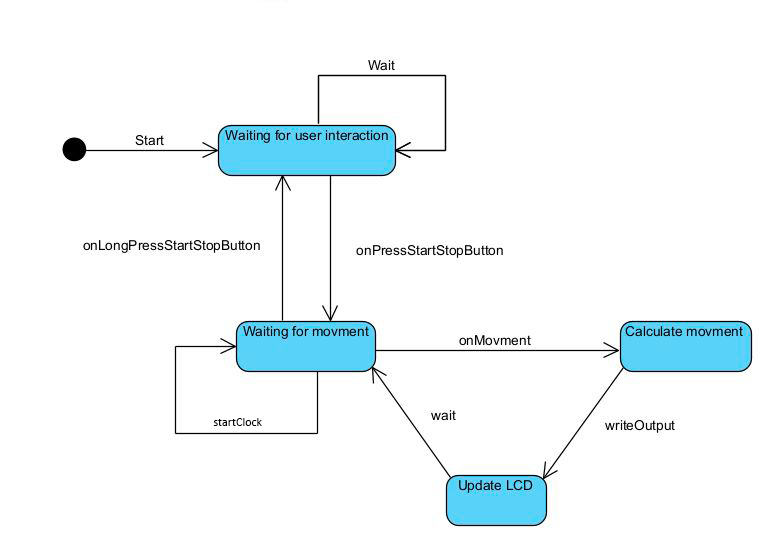 Wait
Start
Waiting for user interaction
onLongPressStartStopButton
onPressStartStopButton
Waiting for movment
onMovment
Calculate movment
startClock
wait
writeOutput
Update LCD